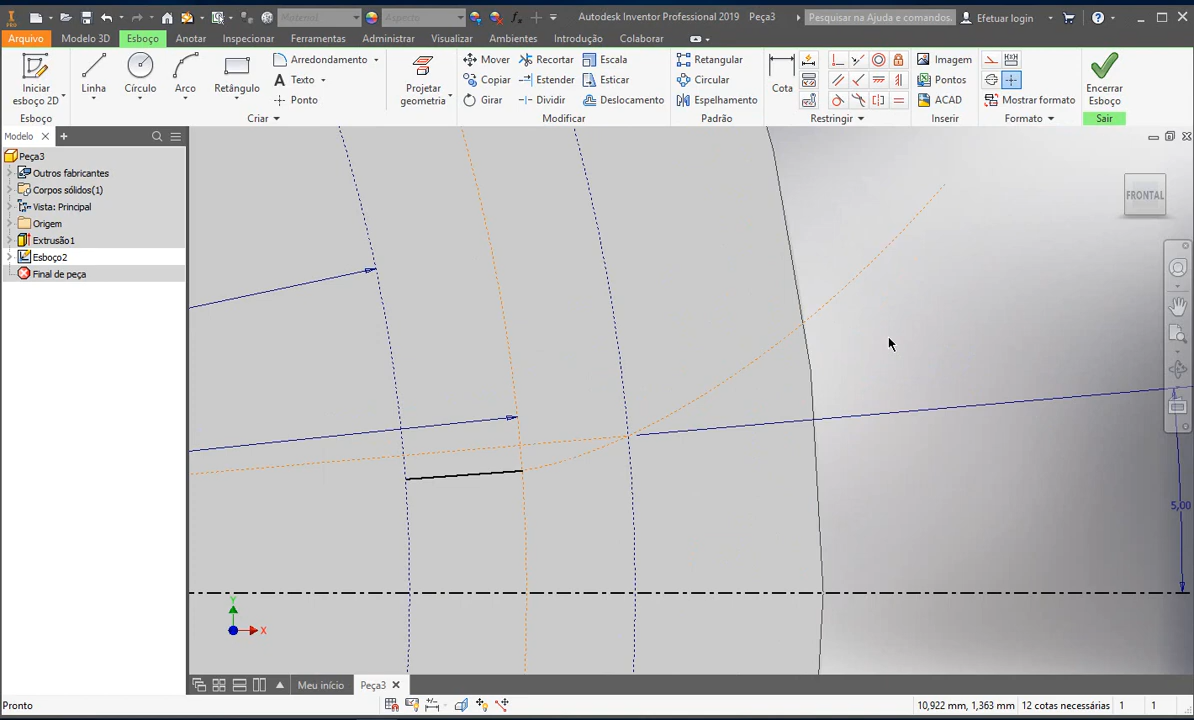 PRO
Material
Aspecto
Autodesk Inventor Professional 2019 Peça3
Pesquisar na Ajuda e comandos.
Efetuar login
Arquivo Modelo 3D Esboço Anotar Inspecionar Ferramentas Administrar Visualizar Ambientes Introdução Colaborar
Iniciar esboço 2D
Esboço
Linha
Círculo
Arco
Retângulo
Arredondamento
Texto
Ponto
Criar
Projetar geometria
Mover
Copiar
Girar
Recortar
Estender
Dividir
Escala
Esticar
Deslocamento
Modificar
Retangular
Circular
Espelhamento
Padrão
Cota
Restringir
Imagem
Pontos
ACAD
Inserir
Mostrar formato
Formato
Encerrar Esboço
Sair
Modelo
Peça3
Outros fabricantes
Corpos sólidos(1)
Vista: Principal
Origem
Extrusão1
Esboço2
Final de peça
FRONTAL
5,00
Y
X
Meu início
Peça3
Pronto
10,922 mm, 1,363 mm 12 cotas necessárias 1 1